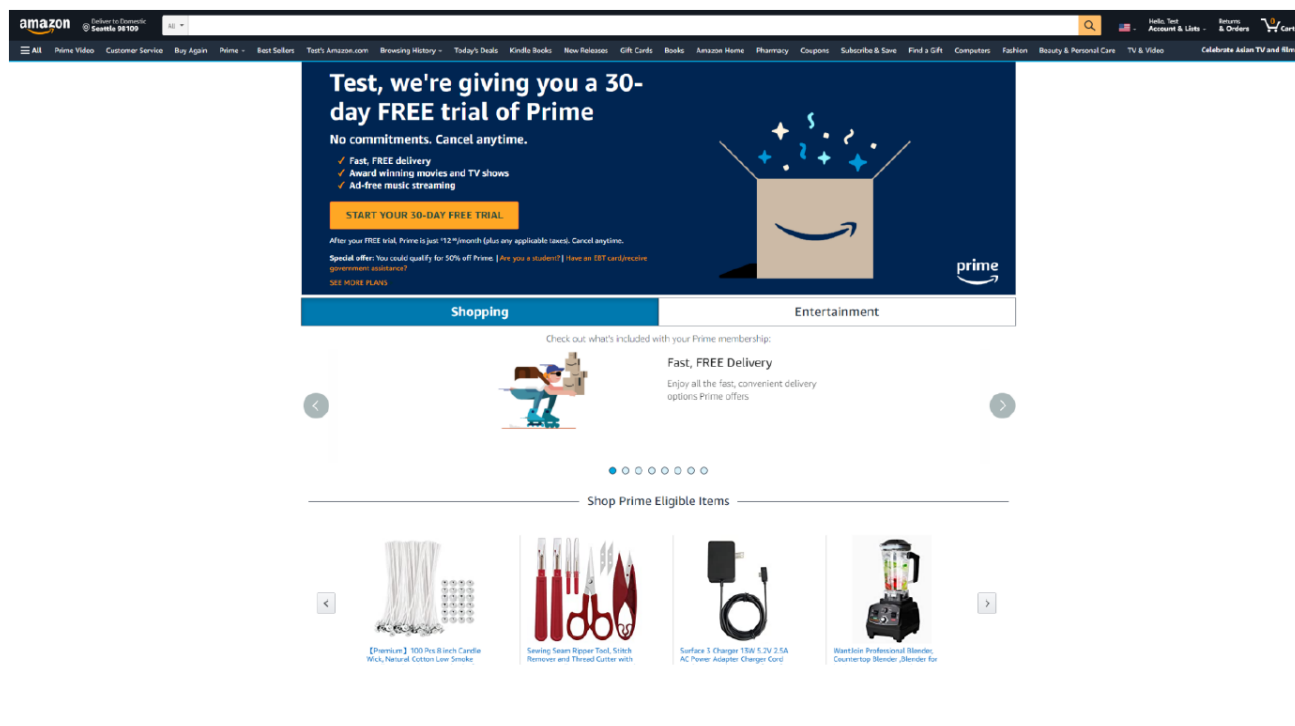 amazon
Deliver to Domestic
Seattle 98109
All
Hello, Test
Account & Lists
Returns
& Orders
0
Cart
All
Prime Video
Customer Service
Buy Again
Prime
Best Sellers
Test's Amazon.com
Browsing History
Today's Deals
Kindle Books
New Releases
Gift Cards
Books
Amazon Home
Pharmacy
Coupons
Subscribe & Save
Find a Gift
Computers
Fashion
Beauty & Personal Care
TV & Video
Celebrate Asian TV and film
Test, we're giving you a 30-
day FREE trial of Prime
No commitments. Cancel anytime.
✓ Fast, FREE delivery
✓ Award winning movies and TV shows
✓ Ad-free music streaming
START YOUR 30-DAY FREE TRIAL
After your FREE trial, Prime is just /month (plus any applicable taxes). Cancel anytime.
Special offer: You could qualify for 50% off Prime. | Are you a student? | Have an EBT card/receive
government assistance?
SEE MORE PLANS
prime
Shopping
Entertainment
Check out what's included with your Prime membership:
Fast, FREE Delivery
Enjoy all the fast, convenient delivery
options Prime offers
Shop Prime Eligible Items
【Premium】100 Pcs 8 inch Candle
Wick, Natural Cotton Low Smoke
Sewing Seam Ripper Tool, Stitch
Remover and Thread Cutter with
Surface 3 Charger 13W 5.2V 2.5A
AC Power Adapter Charger Cord
WantJoin Professional Blender,
Countertop Blender ,Blender for